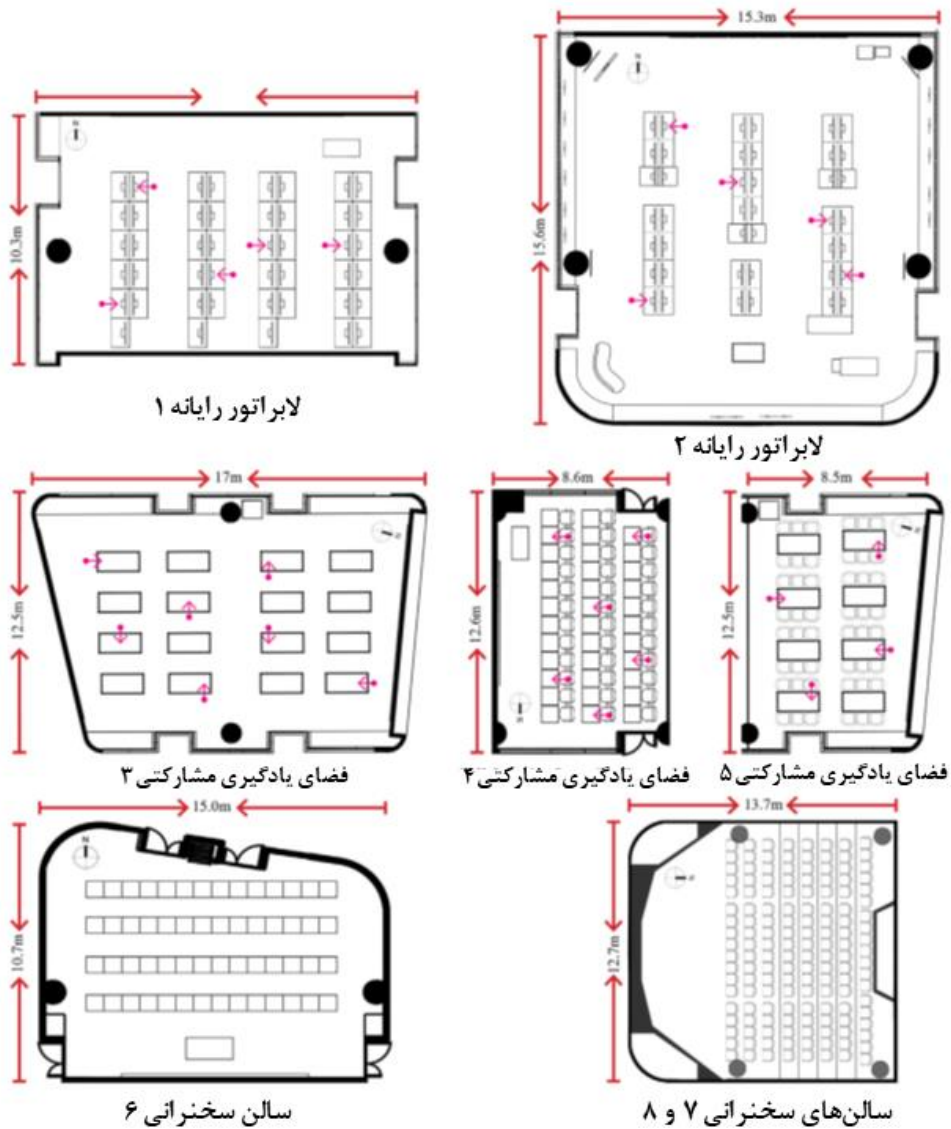 15.3m
15.6m
10.3m
لابراتور رایانه ۱
لابراتور رایانه ۲
17m
12.5m
8.6m
12.6m
8.5m
12.5m
فضای یادگیری مشارکتی ۳
فضای یادگیری مشارکتی ۴
فضای یادگیری مشارکتی ۵
15.0m
10.7m
13.7m
12.7m
سالن سخنرانی ۶
سالن‌های سخنرانی ۷ و ۸